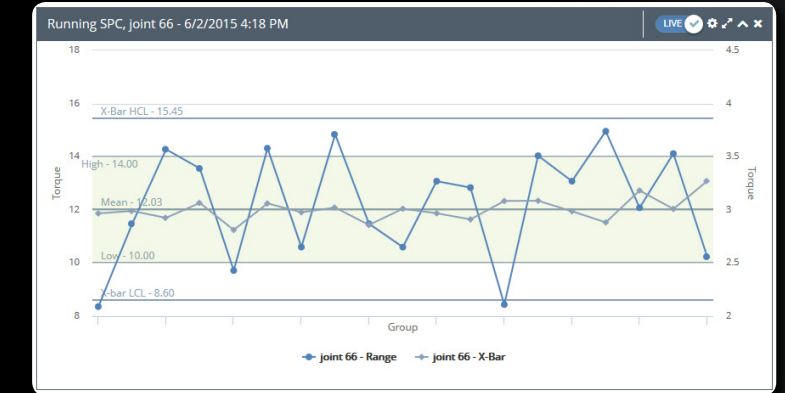 Running SPC, joint 66 - 6/2/2015 4:18 PM
LIVE
18
16
14
12
10
8
Torque
X-Bar HCL - 15.45
High - 14.00
Mean - 12.03
Low - 10.00
X-bar LCL - 8.60
4.5
4
3.5
3
2.5
2
Torque
Group
joint 66 - Range
joint 66 - X-Bar